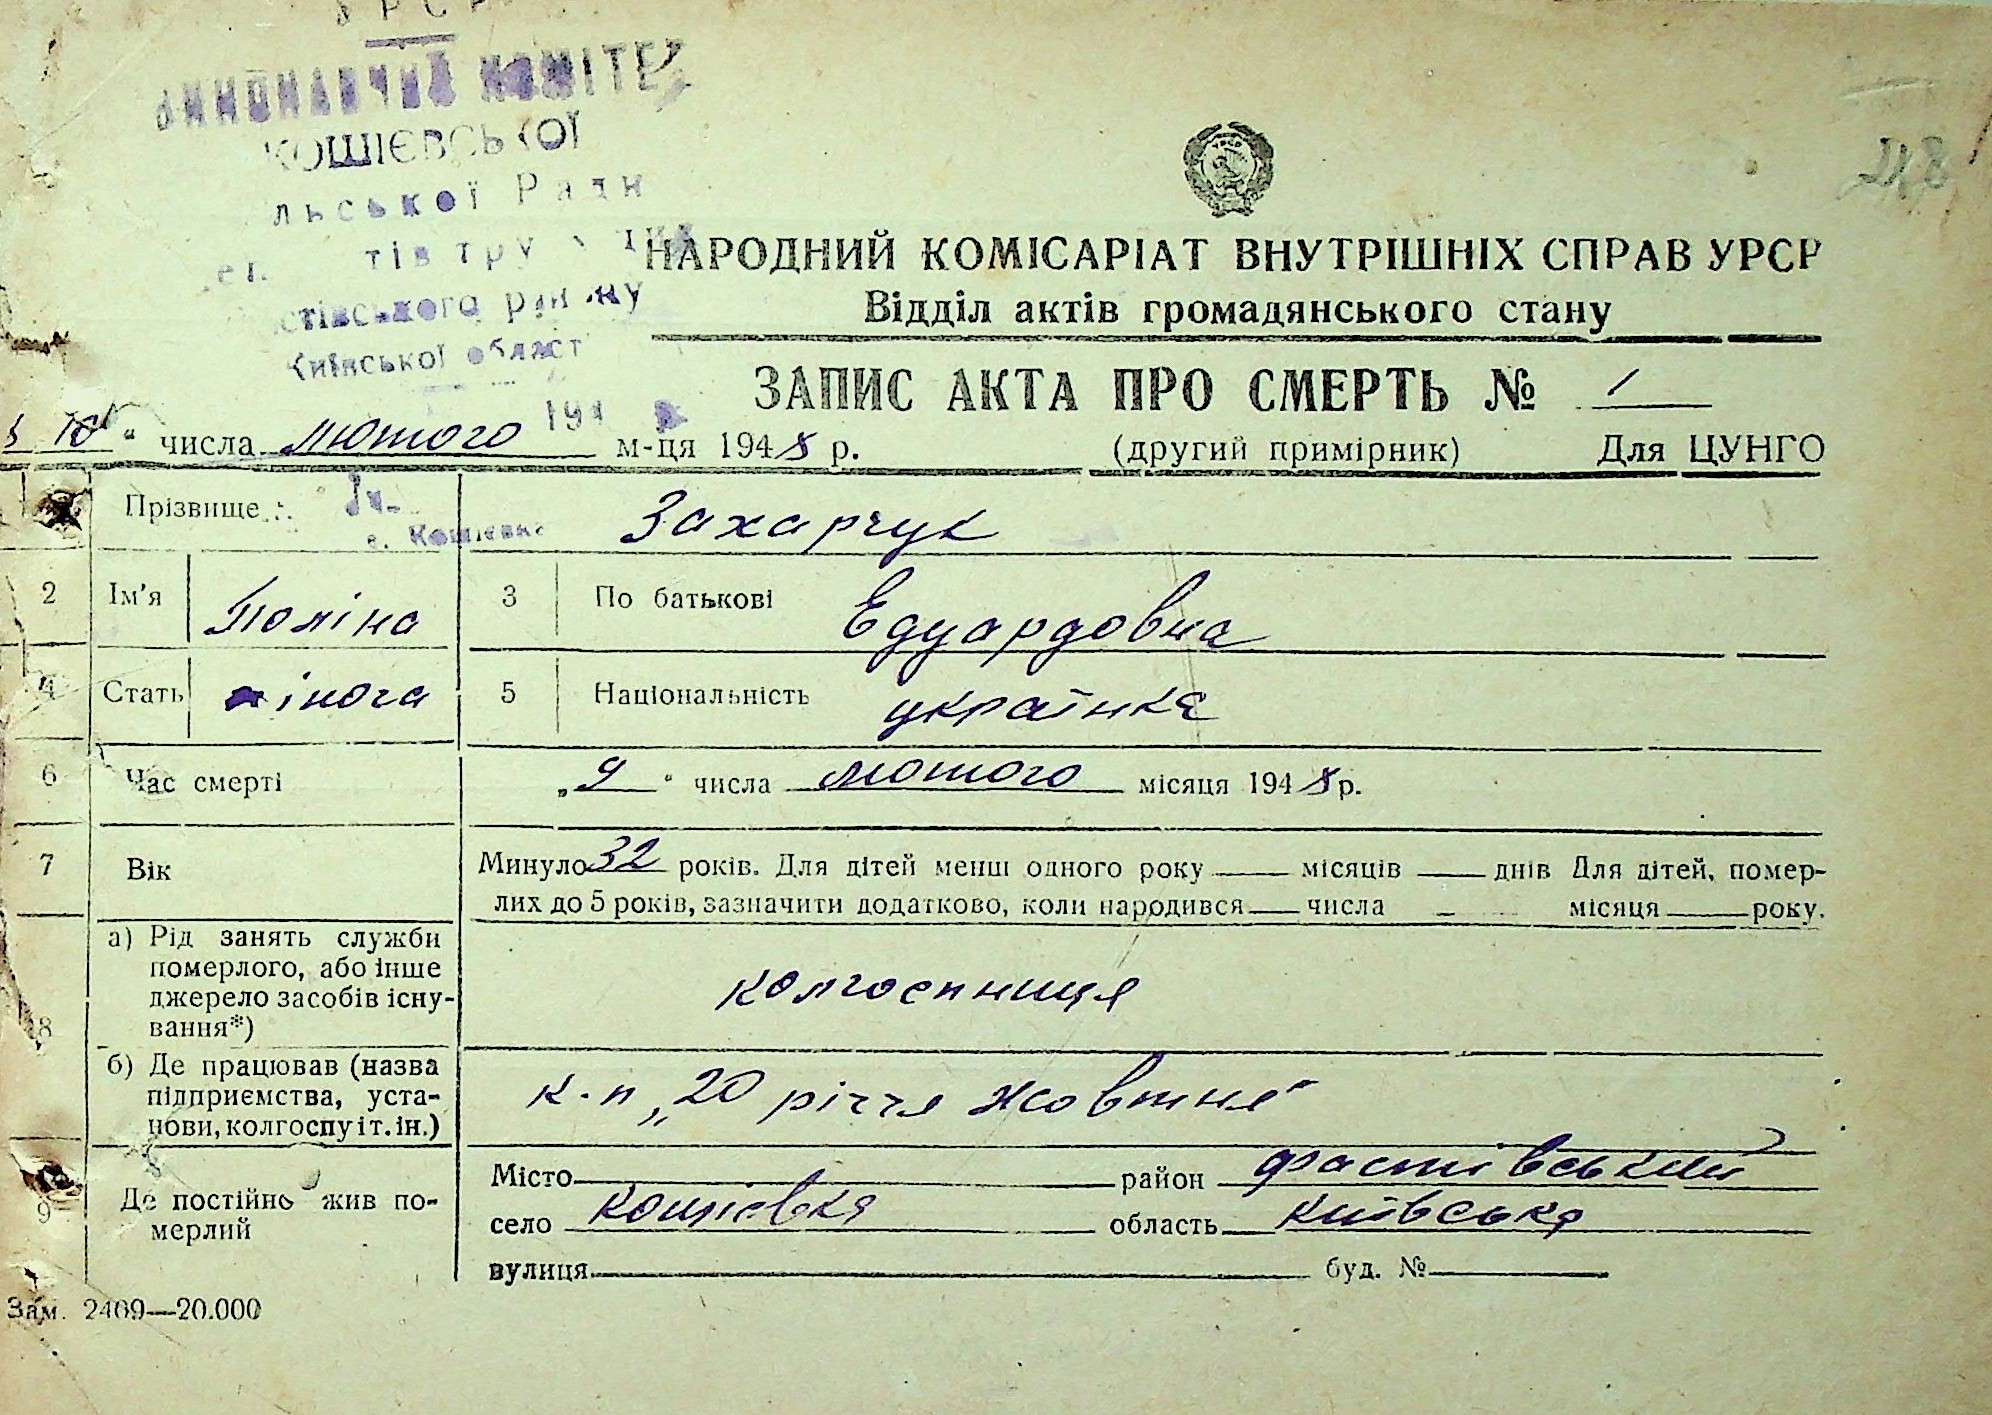 УРСР
ВИКОНАВЧИЙ КОМІТЕТ
КОШІЄВСЬКОЇ
льської Ради
стівського району
Київської област
194
248
НАРОДНИЙ КОМІСАРІАТ ВНУТРІШНІХ СПРАВ УРСР
Відділ актів громадянського стану
ЗАПИС АКТА ПРО СМЕРТЬ № 1
10 " числа лютого м-ця 1948 р. (другий примірник) Для ЦУНГО
Прізвище Захарчук
с. Кошієвка
2 Ім'я Поліна 3 По батькові Едуардовна
4 Стать жіноча 5 Національність українка
6 Час смерті „9 " числа лютого місяця 1948 р.
7 Вік Минуло 32 років. Для дітей менш одного року місяців днів Для дітей, помер-
лих до 5 років, зазначити додатково, коли народився числа місяця року.
8 а) Рід занять служби
померлого, або інше
джерело засобів існу-
вання*)
колгоспниця
б) Де працював (назва
підприємства, уста-
нови, колгоспу і т. ін.)
к-п „20 річчя Жовтня"
9 Де постійно жив по-
мерлий
Місто район Фастівський
село Кошіевка область Київська
вулиця буд. №
Зам. 2469—20.000